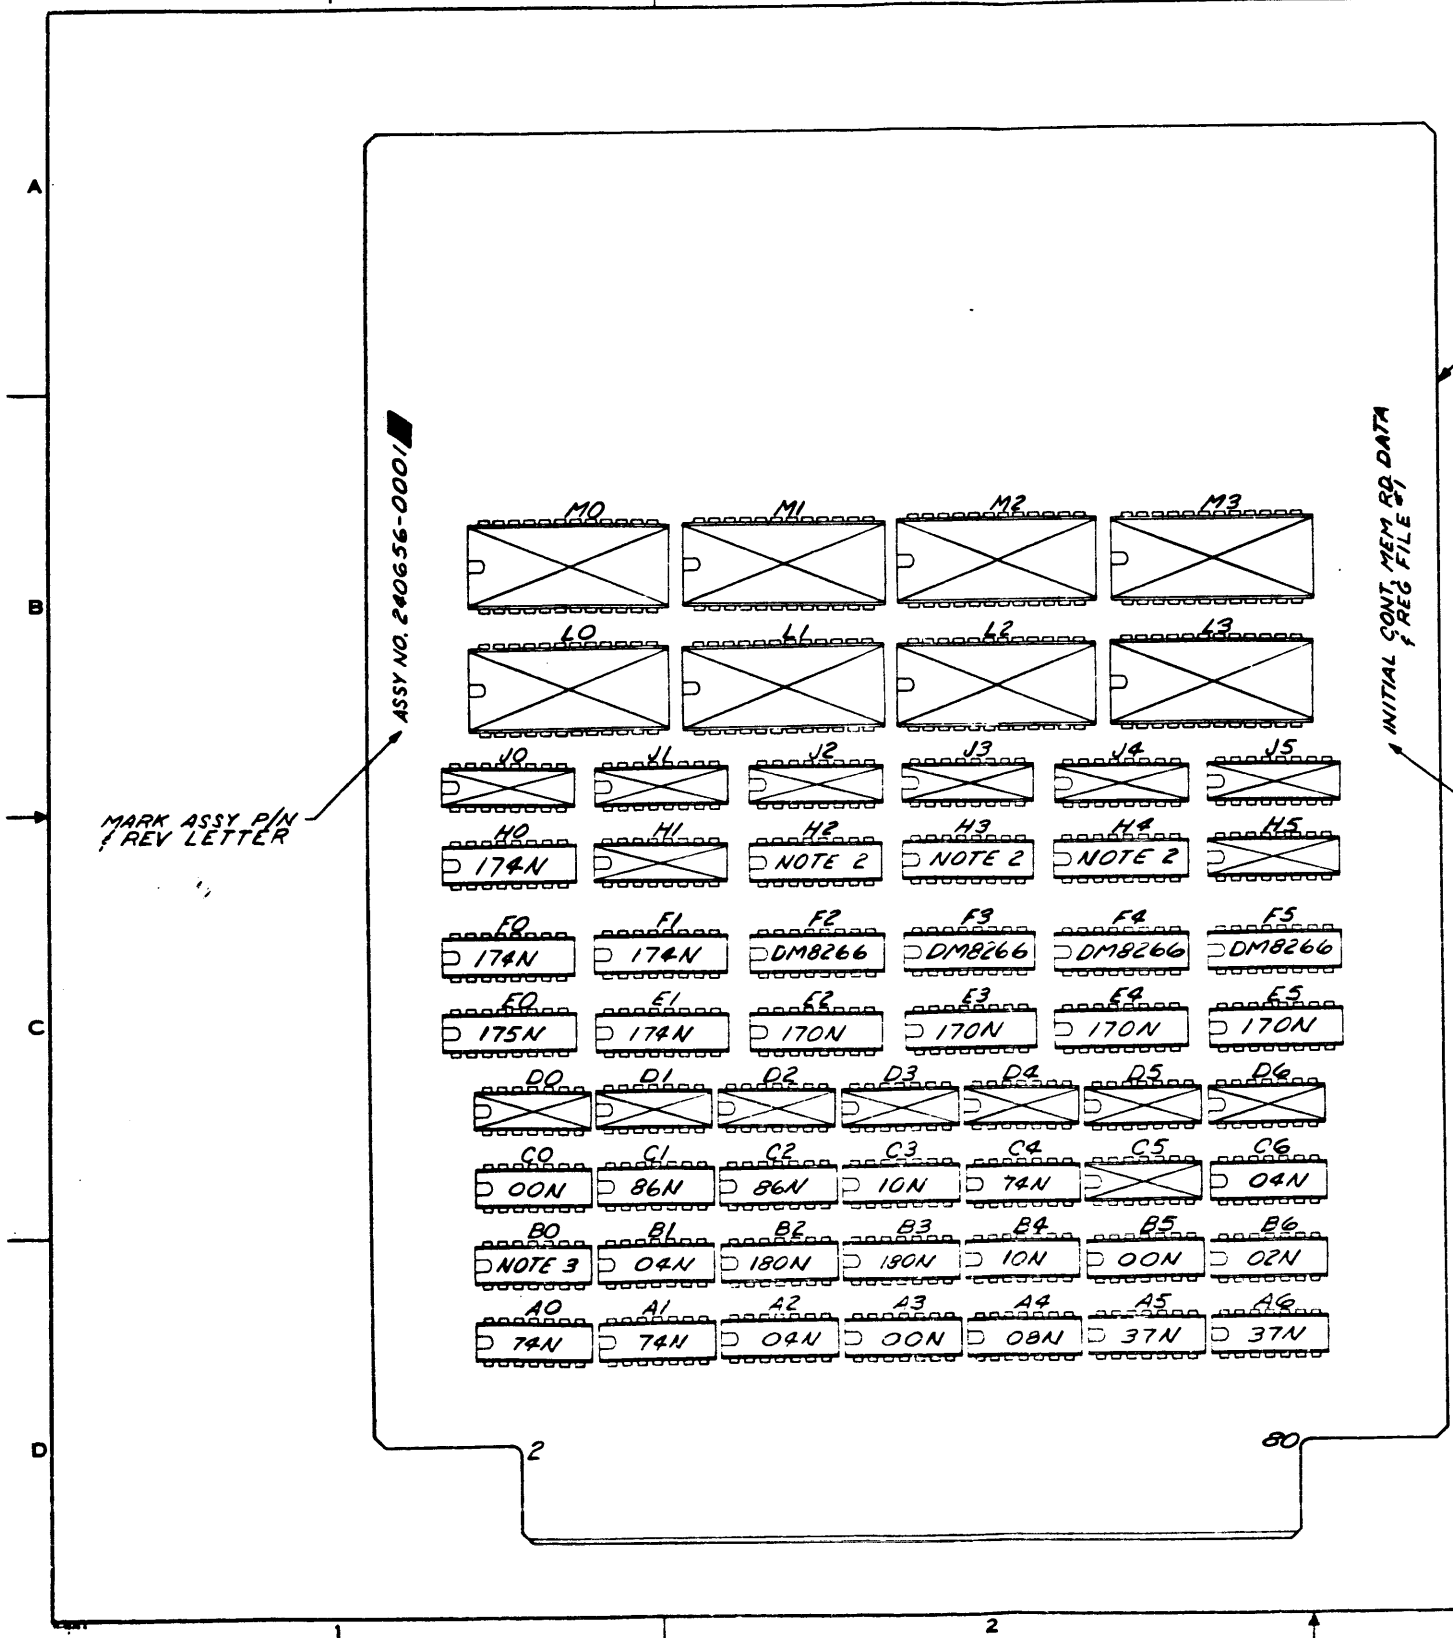 A
B
C
D
ASSY NO. 240656-0001
INITIAL CONT. MEM RD. DATA
& REG FILE #1
MARK ASSY P/N
& REV LETTER
M0 M1 M2 M3
L0 L1 L2 L3
J0 J1 J2 J3 J4 J5
H0 H1 H2 H3 H4 H5
174N NOTE 2 NOTE 2 NOTE 2
F0 F1 F2 F3 F4 F5
174N 174N DM8266 DM8266 DM8266 DM8266
E0 E1 E2 E3 E4 E5
175N 174N 170N 170N 170N 170N
D0 D1 D2 D3 D4 D5 D6
C0 C1 C2 C3 C4 C5 C6
00N 86N 86N 10N 74N 04N
B0 B1 B2 B3 B4 B5 B6
NOTE 3 04N 180N 180N 10N 00N 02N
A0 A1 A2 A3 A4 A5 A6
74N 74N 04N 00N 08N 37N 37N
2 80
1 2